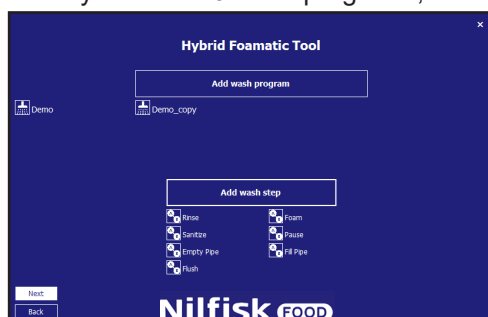 Hybrid Foamatic Tool
Add wash program
Demo
Demo_copy
Add wash step
Rinse
Foam
Sanitize
Pause
Empty Pipe
Fill Pipe
Flush
Next
Back
Nilfisk FOOD